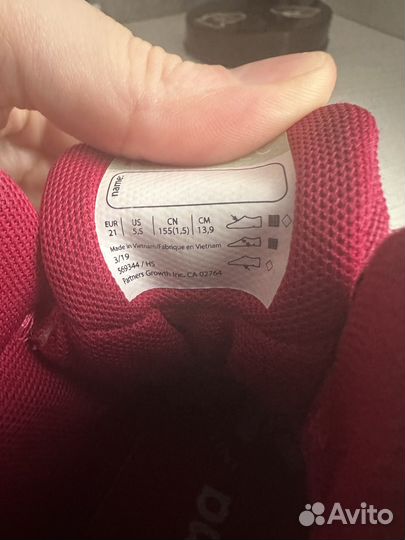 name:
EUR US CN CM
21 5,5 155(1,5) 13,9
Made in Vietnam/Fabriqué en Vietnam
3/19
569344 / HS
Partners Growth Inc. CA 02764
Avito